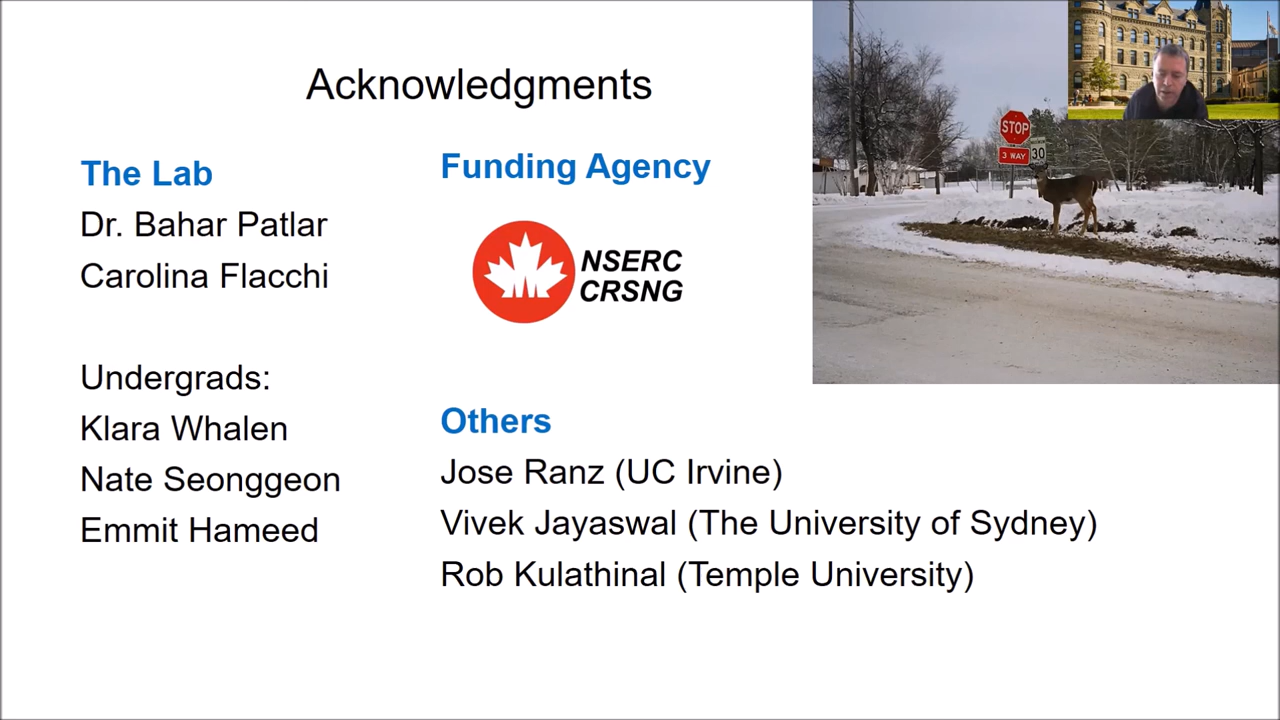 Acknowledgments
The Lab
Dr. Bahar Patlar
Carolina Flacchi
Undergrads:
Klara Whalen
Nate Seonggeon
Emmit Hameed
Funding Agency
NSERC
CRSNG
Others
Jose Ranz (UC Irvine)
Vivek Jayaswal (The University of Sydney)
Rob Kulathinal (Temple University)
STOP
3 WAY
30